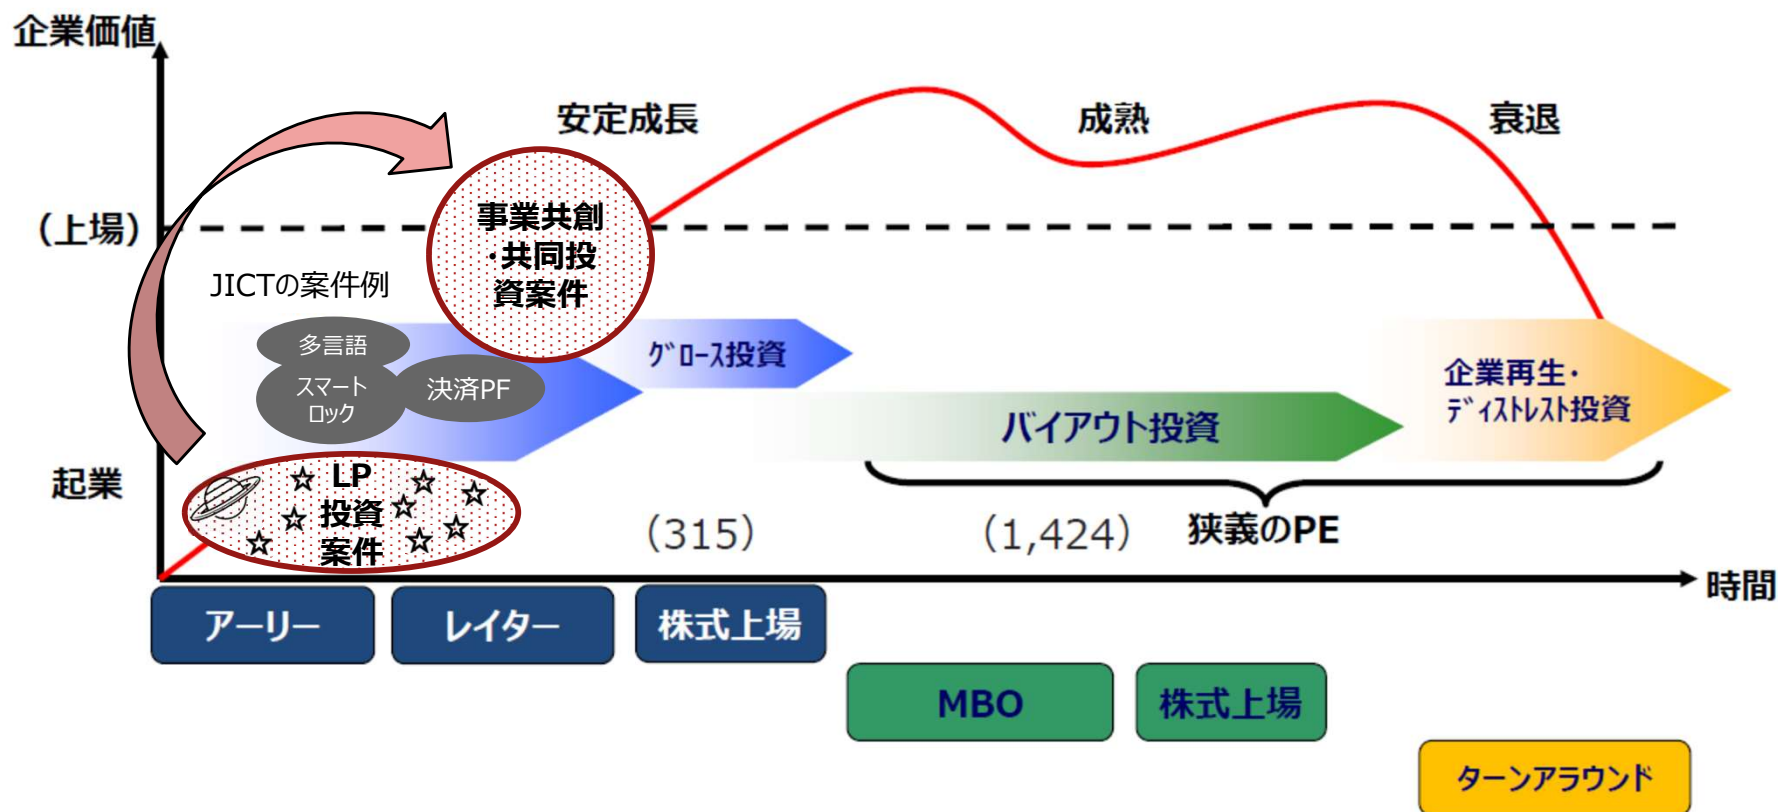 企業価値
安定成長
成熟
衰退
(上場)
事業共創
・共同投
資案件
JICTの案件例
多言語
スマート
ロック
決済PF
グロース投資
バイアウト投資
企業再生・
ディストレスト投資
起業
LP
投資
案件
(315)
(1,424)
狭義のPE
時間
アーリー
レイター
株式上場
MBO
株式上場
ターンアラウンド